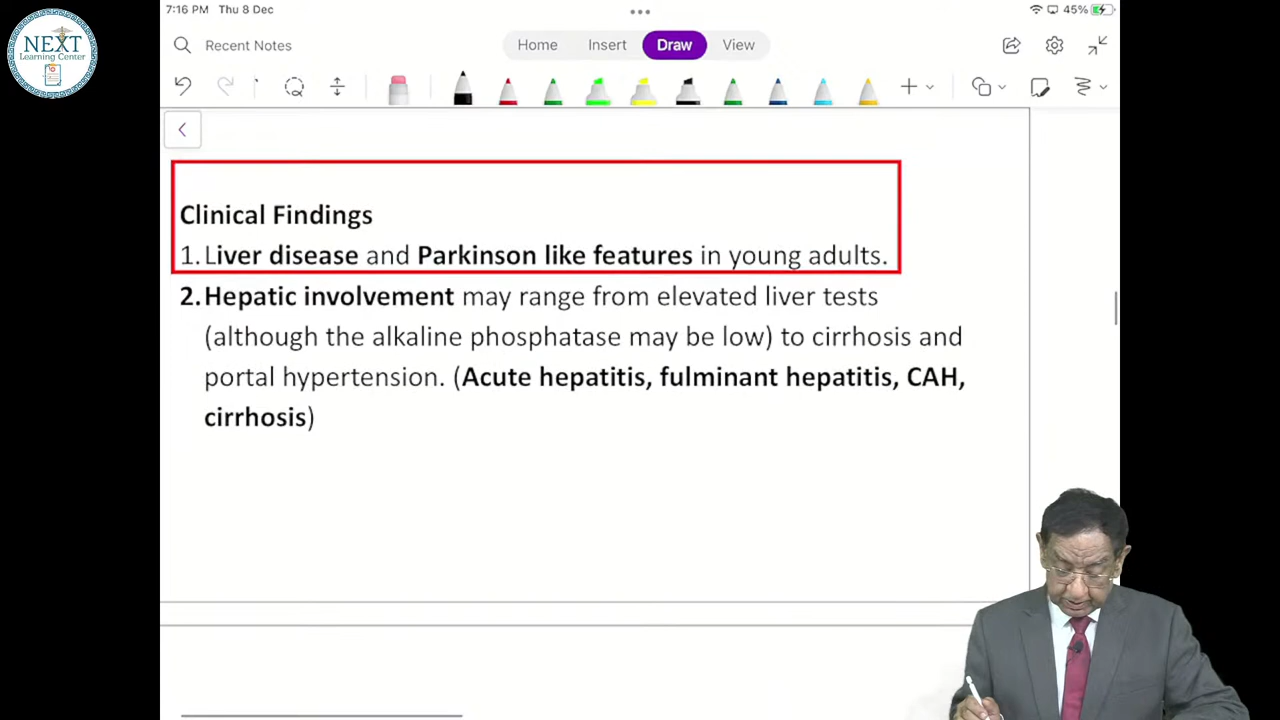 7:16 PM Thu 8 Dec
45%
NEXT
Learning Center
Recent Notes
Home Insert Draw View
Clinical Findings
1. Liver disease and Parkinson like features in young adults.
2. Hepatic involvement may range from elevated liver tests
(although the alkaline phosphatase may be low) to cirrhosis and
portal hypertension. (Acute hepatitis, fulminant hepatitis, CAH,
cirrhosis)